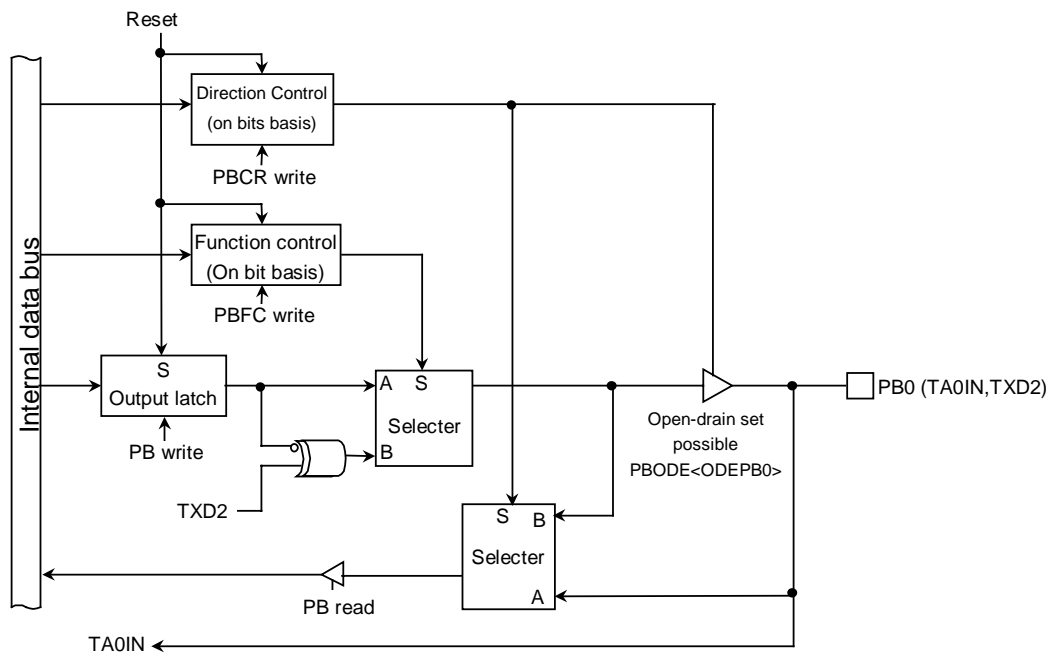 Reset
Direction Control
(on bits basis)
PBCR write
Internal data bus
Function control
(On bit basis)
PBFC write
S
Output latch
PB write
A
S
Selecter
B
TXD2
PB0 (TA0IN,TXD2)
Open-drain set
possible
PBODE<ODEPB0>
S
B
Selecter
A
PB read
TA0IN